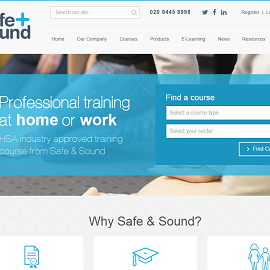 fe+
und
Search our site...
020 8445 8998
Register
Home
Our Company
Courses
Products
E-Learning
News
Resources
Professional training
at home or work
HSA industry approved training
course from Safe & Sound
Find a course
Select a course type
Select your sector
Find C
Why Safe & Sound?